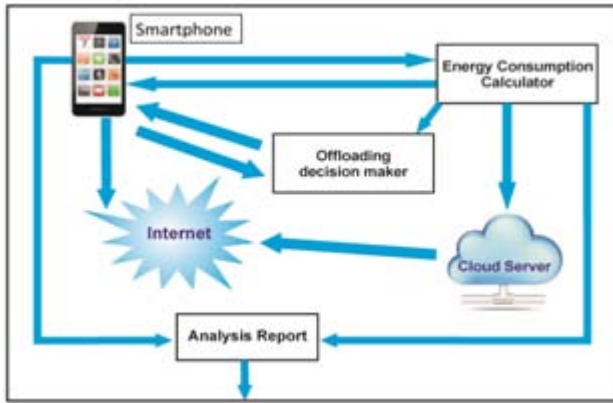 Smartphone
Energy Consumption
Calculator
Offloading
decision maker
Internet
Cloud Server
Analysis Report